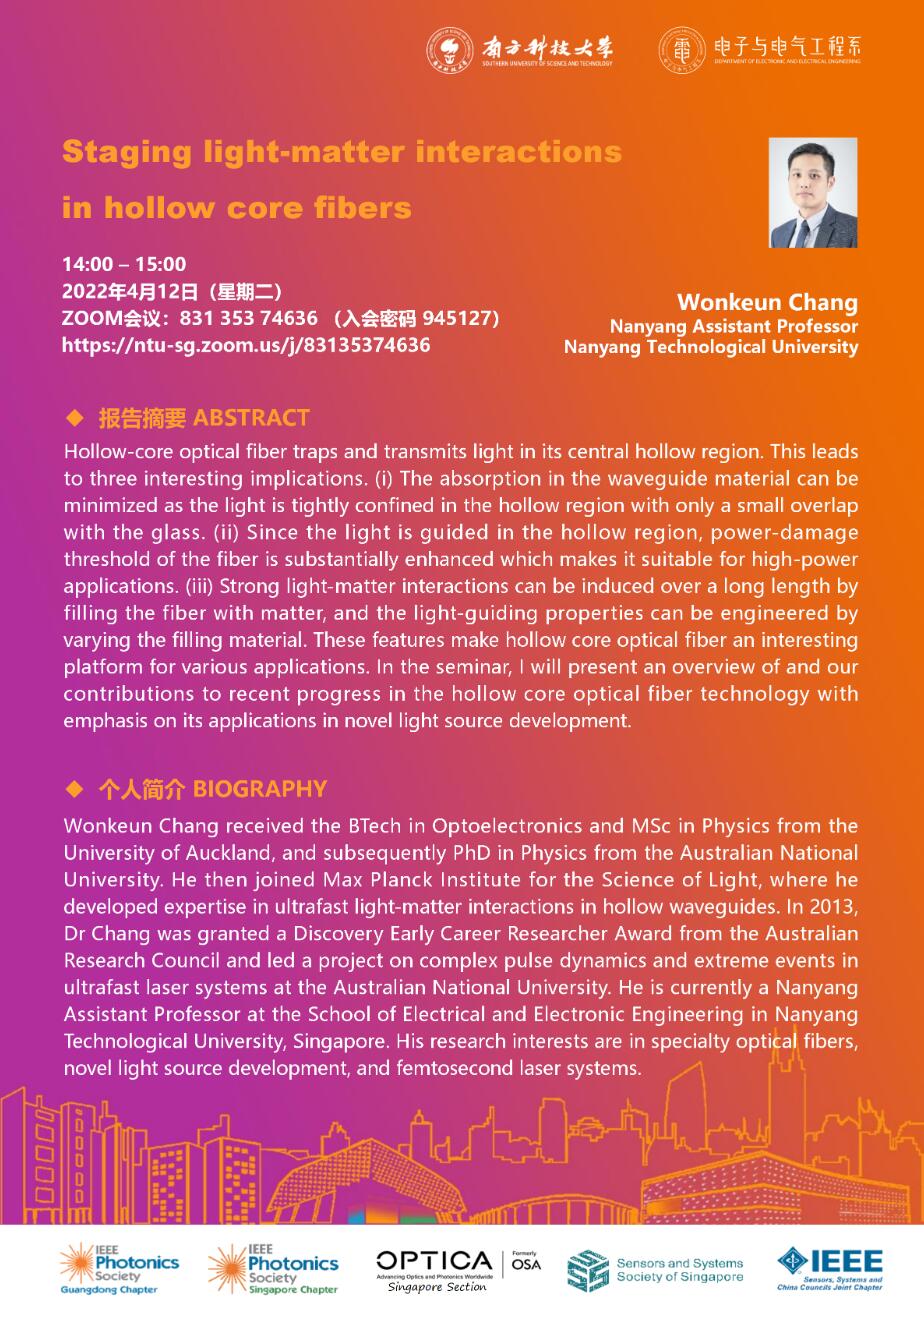 南方科技大学
SOUTHERN UNIVERSITY OF SCIENCE AND TECHNOLOGY
电子与电气工程系
DEPARTMENT OF ELECTRONIC AND ELECTRICAL ENGINEERING
Staging light-matter interactions
in hollow core fibers
14:00 – 15:00
2022年4月12日（星期二）
ZOOM会议：831 353 74636 （入会密码 945127）
https://ntu-sg.zoom.us/j/83135374636
Wonkeun Chang
Nanyang Assistant Professor
Nanyang Technological University
◆ 报告摘要 ABSTRACT
Hollow-core optical fiber traps and transmits light in its central hollow region. This leads
to three interesting implications. (i) The absorption in the waveguide material can be
minimized as the light is tightly confined in the hollow region with only a small overlap
with the glass. (ii) Since the light is guided in the hollow region, power-damage
threshold of the fiber is substantially enhanced which makes it suitable for high-power
applications. (iii) Strong light-matter interactions can be induced over a long length by
filling the fiber with matter, and the light-guiding properties can be engineered by
varying the filling material. These features make hollow core optical fiber an interesting
platform for various applications. In the seminar, I will present an overview of and our
contributions to recent progress in the hollow core optical fiber technology with
emphasis on its applications in novel light source development.
◆ 个人简介 BIOGRAPHY
Wonkeun Chang received the BTech in Optoelectronics and MSc in Physics from the
University of Auckland, and subsequently PhD in Physics from the Australian National
University. He then joined Max Planck Institute for the Science of Light, where he
developed expertise in ultrafast light-matter interactions in hollow waveguides. In 2013,
Dr Chang was granted a Discovery Early Career Researcher Award from the Australian
Research Council and led a project on complex pulse dynamics and extreme events in
ultrafast laser systems at the Australian National University. He is currently a Nanyang
Assistant Professor at the School of Electrical and Electronic Engineering in Nanyang
Technological University, Singapore. His research interests are in specialty optical fibers,
novel light source development, and femtosecond laser systems.
IEEE
Photonics
Society
Guangdong Chapter
IEEE
Photonics
Society
Singapore Chapter
OPTICA
Formerly
OSA
Advancing Optics and Photonics Worldwide
Singapore Section
Sensors and Systems
Society of Singapore
IEEE
Sensors, Systems and
China Councils Joint Chapter